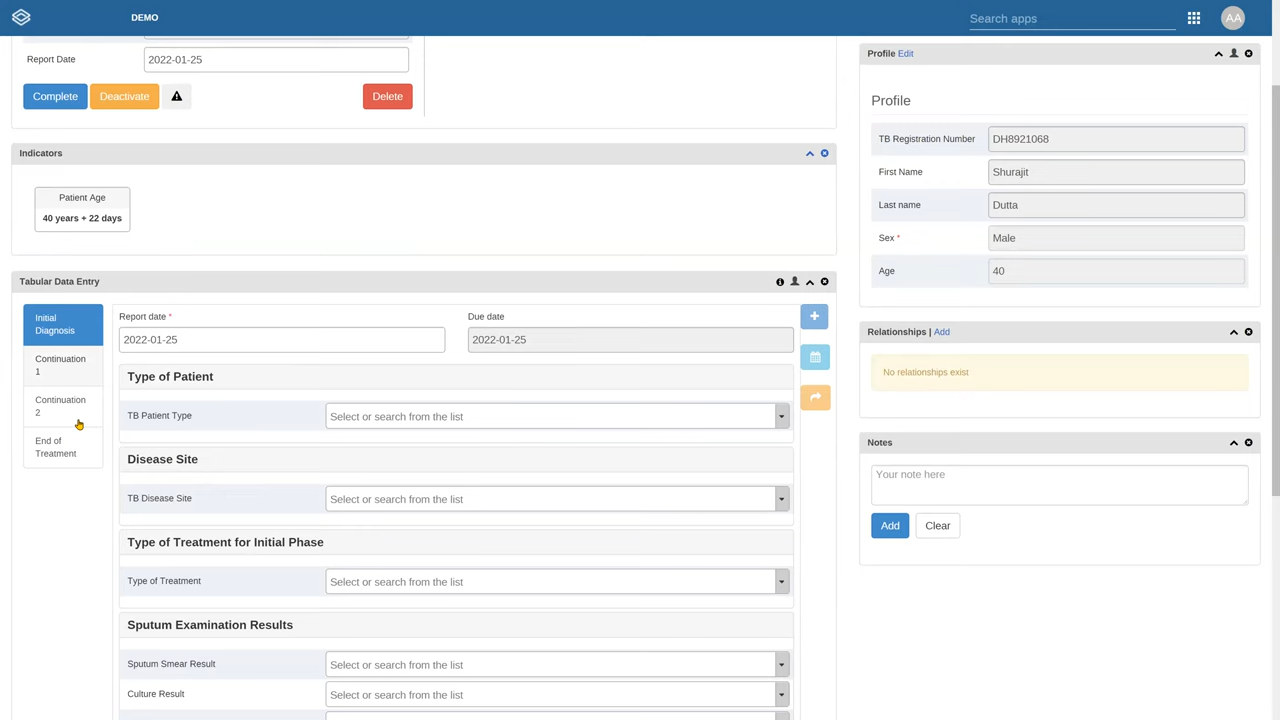 DEMO
Search apps
AA
Report Date
2022-01-25
Complete
Deactivate
Delete
Indicators
Patient Age
40 years + 22 days
Tabular Data Entry
Initial
Diagnosis
Continuation
1
Continuation
2
End of
Treatment
Report date *
Due date
2022-01-25
2022-01-25
Type of Patient
TB Patient Type
Select or search from the list
Disease Site
TB Disease Site
Select or search from the list
Type of Treatment for Initial Phase
Type of Treatment
Select or search from the list
Sputum Examination Results
Sputum Smear Result
Select or search from the list
Culture Result
Select or search from the list
Profile Edit
Profile
TB Registration Number
DH8921068
First Name
Shurajit
Last name
Dutta
Sex *
Male
Age
40
Relationships | Add
No relationships exist
Notes
Your note here
Add
Clear